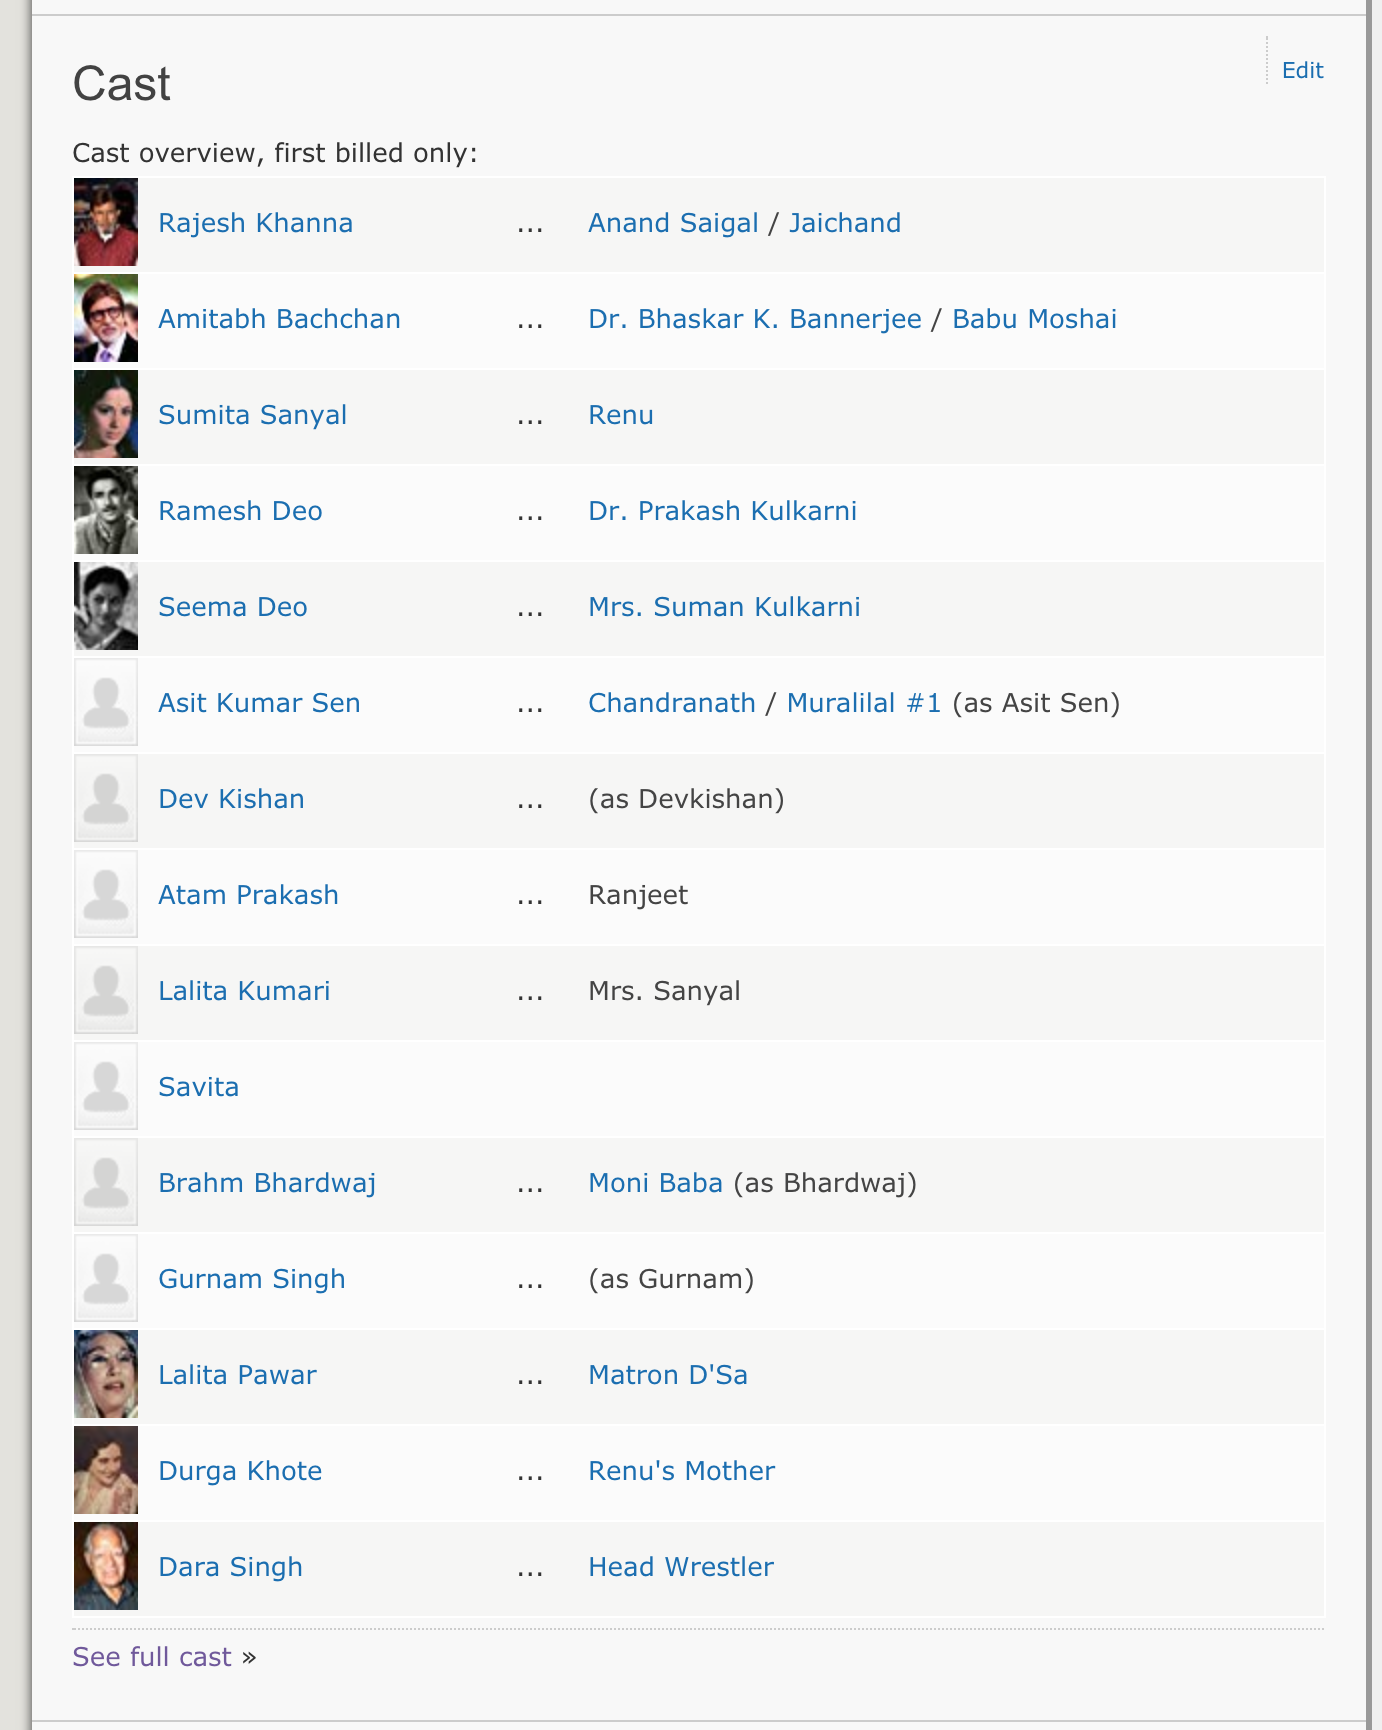 Cast
Edit
Cast overview, first billed only:
Rajesh Khanna ... Anand Saigal / Jaichand
Amitabh Bachchan ... Dr. Bhaskar K. Bannerjee / Babu Moshai
Sumita Sanyal ... Renu
Ramesh Deo ... Dr. Prakash Kulkarni
Seema Deo ... Mrs. Suman Kulkarni
Asit Kumar Sen ... Chandranath / Muralilal #1 (as Asit Sen)
Dev Kishan ... (as Devkishan)
Atam Prakash ... Ranjeet
Lalita Kumari ... Mrs. Sanyal
Savita
Brahm Bhardwaj ... Moni Baba (as Bhardwaj)
Gurnam Singh ... (as Gurnam)
Lalita Pawar ... Matron D'Sa
Durga Khote ... Renu's Mother
Dara Singh ... Head Wrestler
See full cast »